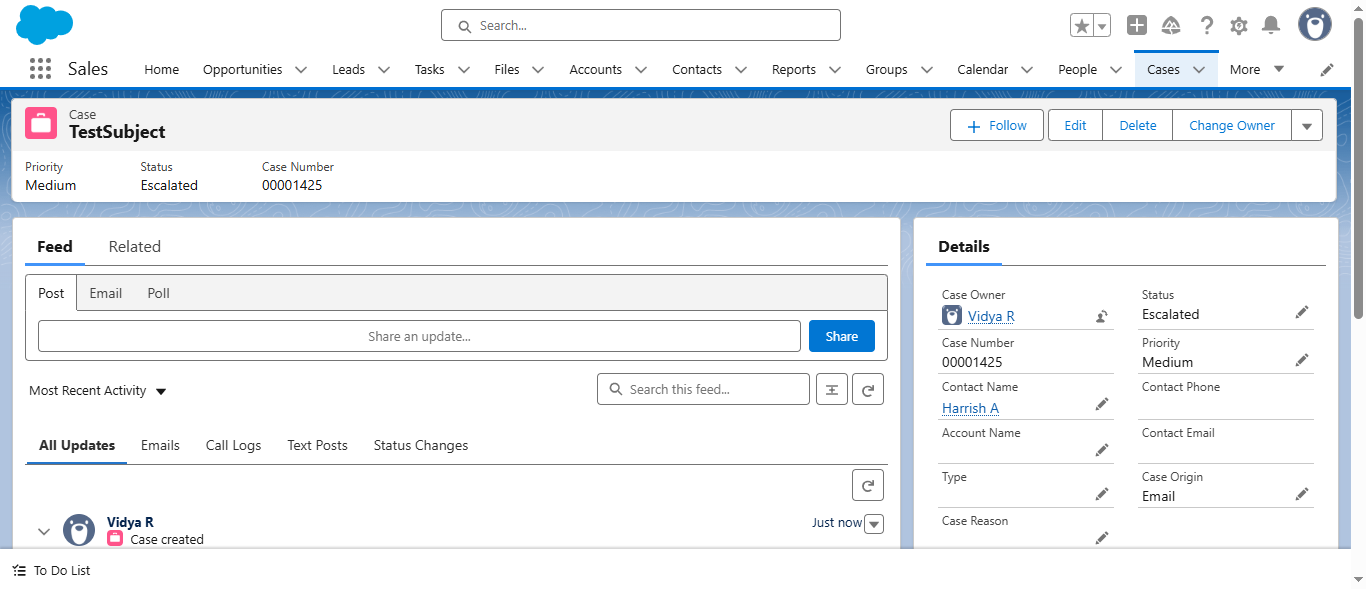 Search...
Sales
Home
Opportunities
Leads
Tasks
Files
Accounts
Contacts
Reports
Groups
Calendar
People
Cases
More
Case
TestSubject
Follow
Edit
Delete
Change Owner
Priority
Medium
Status
Escalated
Case Number
00001425
Feed
Related
Post
Email
Poll
Share an update...
Share
Most Recent Activity
Search this feed...
All Updates
Emails
Call Logs
Text Posts
Status Changes
Vidya R
Case created
Just now
Details
Case Owner
Vidya R
Status
Escalated
Case Number
00001425
Priority
Medium
Contact Name
Harrish A
Contact Phone
Account Name
Contact Email
Type
Case Origin
Email
Case Reason
To Do List